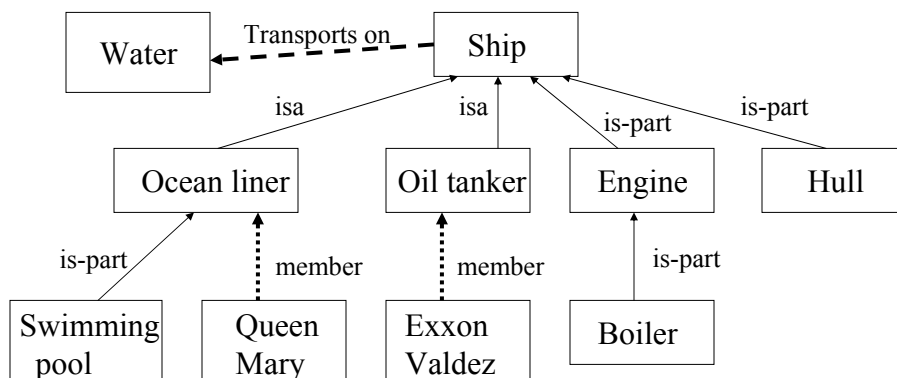 Water
Transports on
Ship
isa
isa
is-part
is-part
Ocean liner
Oil tanker
Engine
Hull
is-part
member
member
is-part
Swimming
pool
Queen
Mary
Exxon
Valdez
Boiler